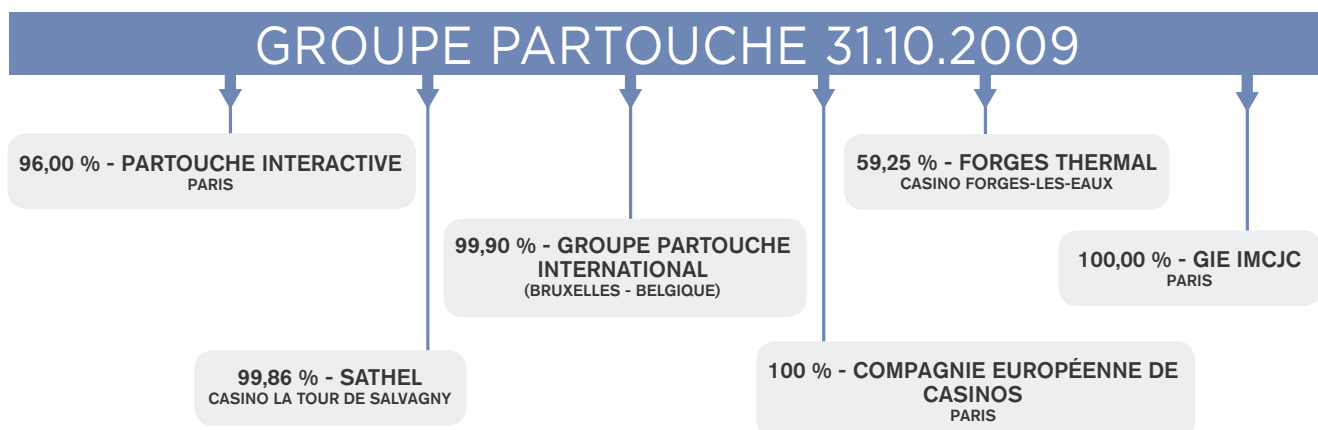 GROUPE PARTOUCHE 31.10.2009
96,00 % - PARTOUCHE INTERACTIVE
PARIS
59,25 % - FORGES THERMAL
CASINO FORGES-LES-EAUX
99,90 % - GROUPE PARTOUCHE
INTERNATIONAL
(BRUXELLES - BELGIQUE)
100,00 % - GIE IMCJC
PARIS
99,86 % - SATHEL
CASINO LA TOUR DE SALVAGNY
100 % - COMPAGNIE EUROPÉENNE DE
CASINOS
PARIS